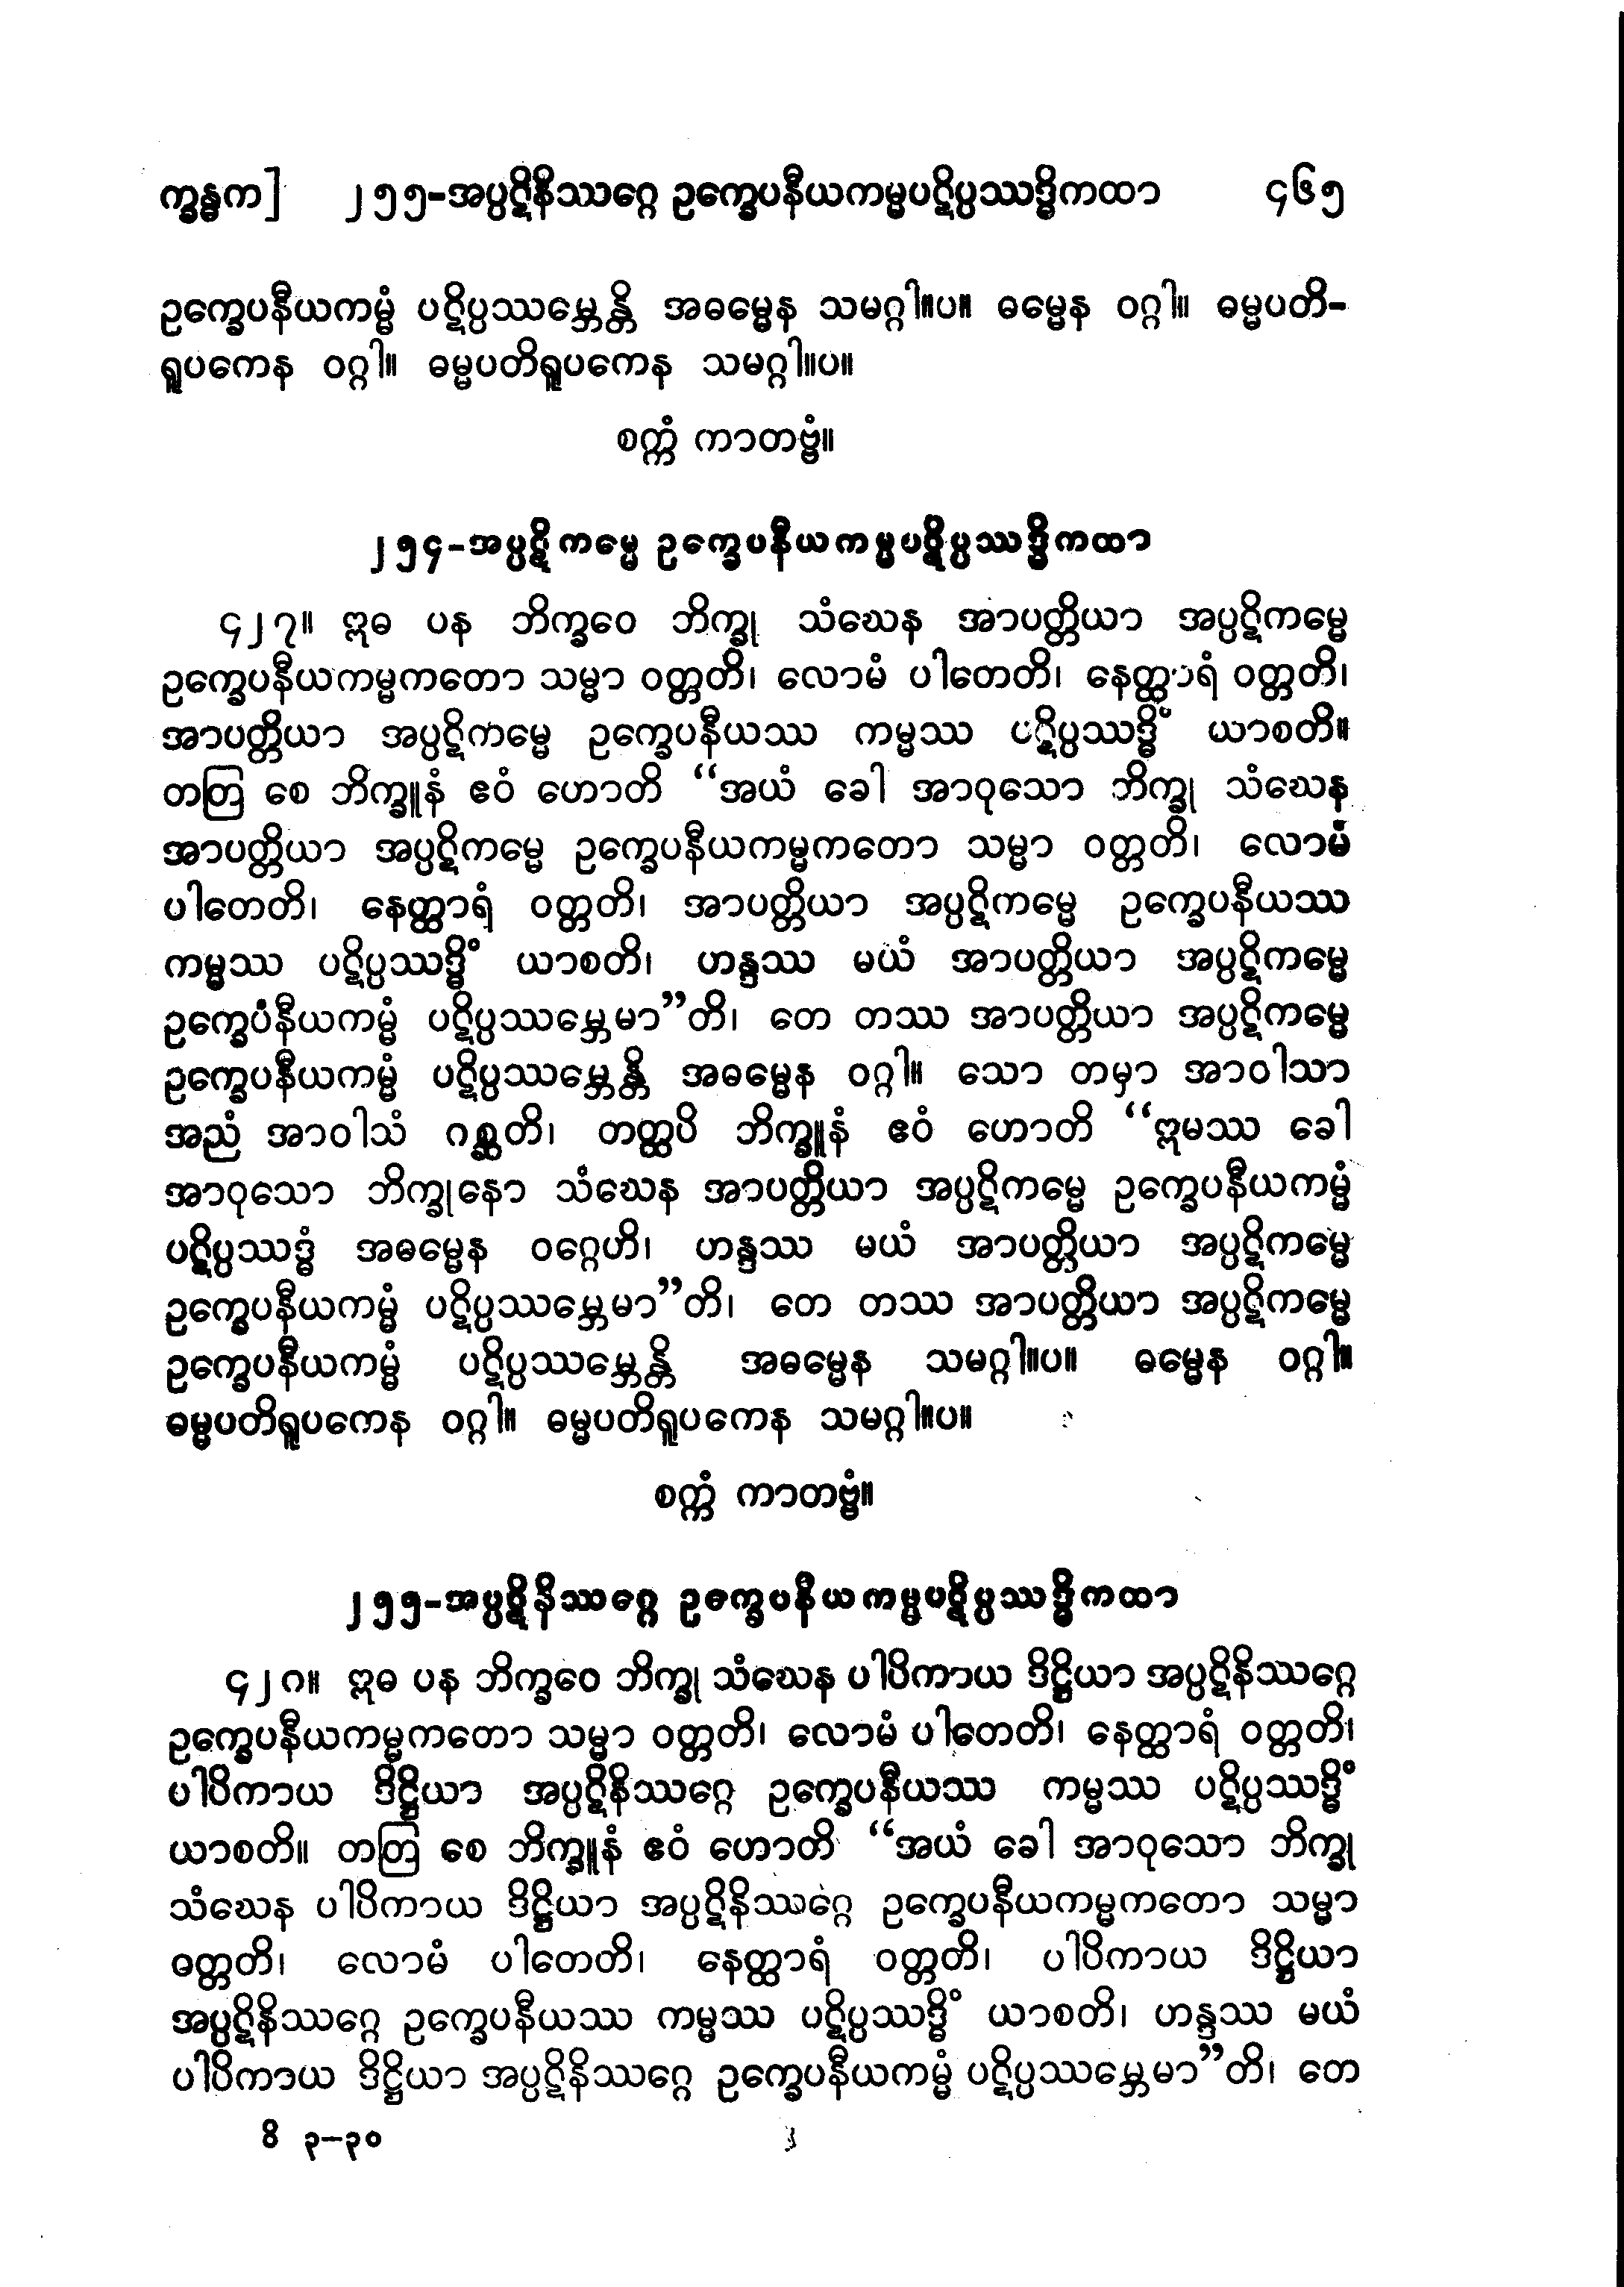 က္ခန္ဓက] ၂၅၅-အပ္ပဋိနိဿဂ္ဂေ ဥက္ခေပနီယကမ္မပဋိပ္ပဿဒ္ဓိကထာ ၄၆၅
ဥက္ခေပနီယကမ္မံ ပဋိပ္ပဿမ္ဘေန္တိ အဓမ္မေန သမဂ္ဂါ။ပ။ ဓမ္မေန ဝဂ္ဂါ။ ဓမ္မပတိ-
ရူပကေန ဝဂ္ဂါ။ ဓမ္မပတိရူပကေန သမဂ္ဂါ။ပ။
စက္ကံ ကာတဗ္ဗံ။
၂၅၄-အပ္ပဋိကမ္မေ ဥက္ခေပနီယကမ္မပဋိပ္ပဿဒ္ဓိကထာ
၄၂၇။ ဣဓ ပန ဘိက္ခဝေ ဘိက္ခု သံဃေန အာပတ္တိယာ အပ္ပဋိကမ္မေ
ဥက္ခေပနီယကမ္မကတော သမ္မာ ဝတ္တတိ၊ လောမံ ပါတေတိ၊ နေတ္ထာရံ ဝတ္တတိ၊
အာပတ္တိယာ အပ္ပဋိကမ္မေ ဥက္ခေပနီယဿ ကမ္မဿ ပဋိပ္ပဿဒ္ဓိံ ယာစတိ။
တတြ စေ ဘိက္ခူနံ ဧဝံ ဟောတိ “အယံ ခေါ အာဝုသော ဘိက္ခု သံဃေန
အာပတ္တိယာ အပ္ပဋိကမ္မေ ဥက္ခေပနီယကမ္မကတော သမ္မာ ဝတ္တတိ၊ လောမံ
ပါတေတိ၊ နေတ္ထာရံ ဝတ္တတိ၊ အာပတ္တိယာ အပ္ပဋိကမ္မေ ဥက္ခေပနီယဿ
ကမ္မဿ ပဋိပ္ပဿဒ္ဓိံ ယာစတိ၊ ဟန္ဒဿ မယံ အာပတ္တိယာ အပ္ပဋိကမ္မေ
ဥက္ခေပနီယကမ္မံ ပဋိပ္ပဿမ္ဘေမာ”တိ၊ တေ တဿ အာပတ္တိယာ အပ္ပဋိကမ္မေ
ဥက္ခေပနီယကမ္မံ ပဋိပ္ပဿမ္ဘေန္တိ အဓမ္မေန ဝဂ္ဂါ။ သော တမှာ အာဝါသာ
အညံ အာဝါသံ ဂစ္ဆတိ၊ တတ္ထပိ ဘိက္ခူနံ ဧဝံ ဟောတိ “ဣမဿ ခေါ
အာဝုသော ဘိက္ခုနော သံဃေန အာပတ္တိယာ အပ္ပဋိကမ္မေ ဥက္ခေပနီယကမ္မံ
ပဋိပ္ပဿဒ္ဓံ အဓမ္မေန ဝဂ္ဂေဟိ၊ ဟန္ဒဿ မယံ အာပတ္တိယာ အပ္ပဋိကမ္မေ
ဥက္ခေပနီယကမ္မံ ပဋိပ္ပဿမ္ဘေမာ”တိ၊ တေ တဿ အာပတ္တိယာ အပ္ပဋိကမ္မေ
ဥက္ခေပနီယကမ္မံ ပဋိပ္ပဿမ္ဘေန္တိ အဓမ္မေန သမဂ္ဂါ။ပ။ ဓမ္မေန ဝဂ္ဂါ။
ဓမ္မပတိရူပကေန ဝဂ္ဂါ။ ဓမ္မပတိရူပကေန သမဂ္ဂါ။ပ။
စက္ကံ ကာတဗ္ဗံ။
၂၅၅-အပ္ပဋိနိဿဂ္ဂေ ဥက္ခေပနီယကမ္မပဋိပ္ပဿဒ္ဓိကထာ
၄၂၈။ ဣဓ ပန ဘိက္ခဝေ ဘိက္ခု သံဃေန ပါပိကာယ ဒိဋ္ဌိယာ အပ္ပဋိနိဿဂ္ဂေ
ဥက္ခေပနီယကမ္မကတော သမ္မာ ဝတ္တတိ၊ လောမံ ပါတေတိ၊ နေတ္ထာရံ ဝတ္တတိ၊
ပါပိကာယ ဒိဋ္ဌိယာ အပ္ပဋိနိဿဂ္ဂေ ဥက္ခေပနီယဿ ကမ္မဿ ပဋိပ္ပဿဒ္ဓိံ
ယာစတိ။ တတြ စေ ဘိက္ခူနံ ဧဝံ ဟောတိ “အယံ ခေါ အာဝုသော ဘိက္ခု
သံဃေန ပါပိကာယ ဒိဋ္ဌိယာ အပ္ပဋိနိဿဂ္ဂေ ဥက္ခေပနီယကမ္မကတော သမ္မာ
ဝတ္တတိ၊ လောမံ ပါတေတိ၊ နေတ္ထာရံ ဝတ္တတိ၊ ပါပိကာယ ဒိဋ္ဌိယာ
အပ္ပဋိနိဿဂ္ဂေ ဥက္ခေပနီယဿ ကမ္မဿ ပဋိပ္ပဿဒ္ဓိံ ယာစတိ၊ ဟန္ဒဿ မယံ
ပါပိကာယ ဒိဋ္ဌိယာ အပ္ပဋိနိဿဂ္ဂေ ဥက္ခေပနီယကမ္မံ ပဋိပ္ပဿမ္ဘေမာ”တိ၊ တေ
ဝိ ၃-၃၀